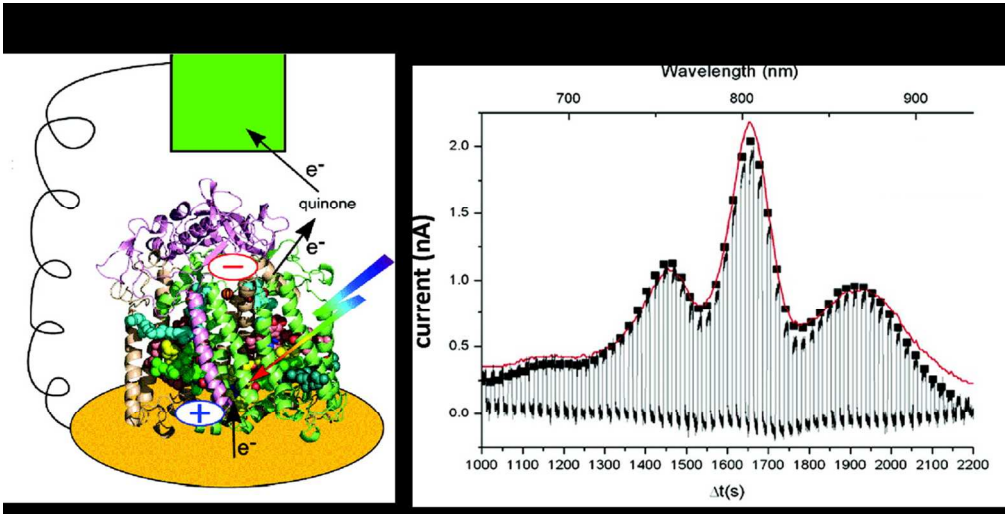 e-
quinone
e-
−
+
e-
Wavelength (nm)
700 800 900
current (nA)
2.0
1.5
1.0
0.5
0.0
1000 1100 1200 1300 1400 1500 1600 1700 1800 1900 2000 2100 2200
Δt(s)